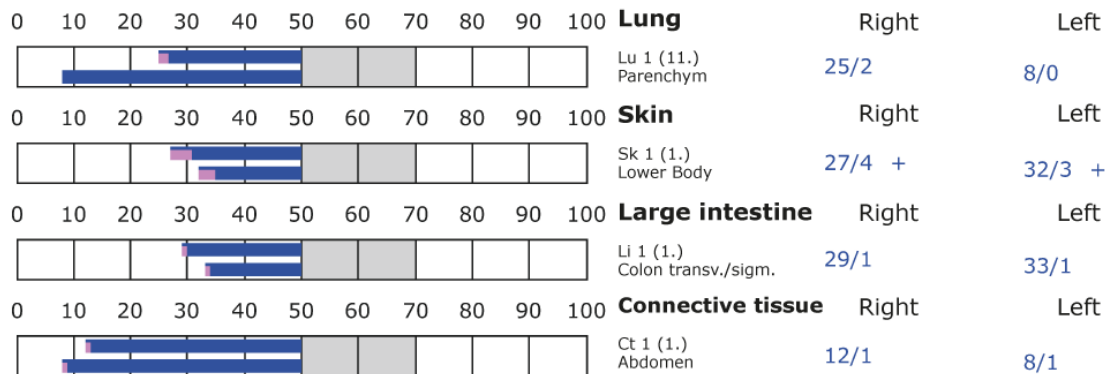 0 10 20 30 40 50 60 70 80 90 100 Lung Right Left
Lu 1 (11.) 25/2 8/0
Parenchym
0 10 20 30 40 50 60 70 80 90 100 Skin Right Left
Sk 1 (1.) 27/4 + 32/3 +
Lower Body
0 10 20 30 40 50 60 70 80 90 100 Large intestine Right Left
Li 1 (1.) 29/1 33/1
Colon transv./sigm.
0 10 20 30 40 50 60 70 80 90 100 Connective tissue Right Left
Ct 1 (1.) 12/1 8/1
Abdomen